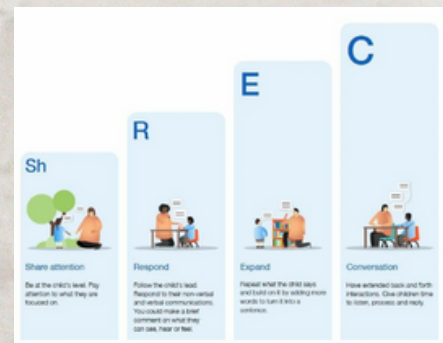 Sh
Share attention
Be at the child's level. Pay
attention to what they are
focused on.
R
Respond
Follow the child's lead.
Respond to their non-verbal
and verbal communications.
You could make a brief
comment on what they
can see, hear or feel.
E
Expand
Repeat what the child says
and build on it by adding more
words to turn it into a
sentence.
C
Conversation
Have extended back and forth
interactions. Give children time
to listen, process and reply.